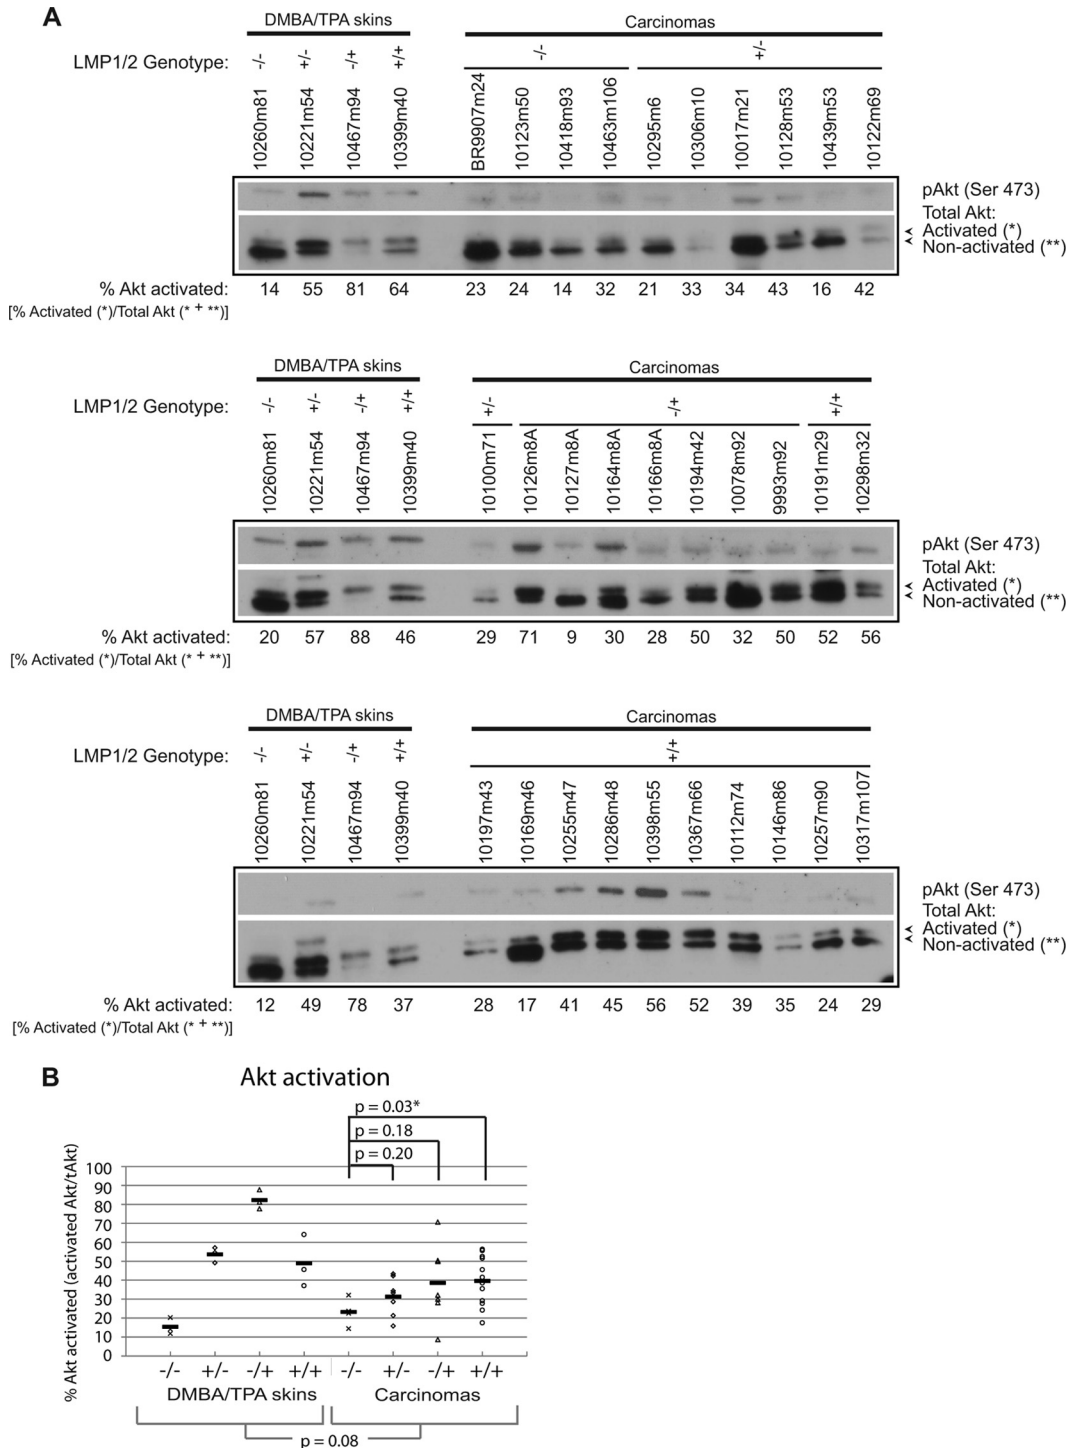 A
DMBA/TPA skins Carcinomas
LMP1/2 Genotype: -/- +/- -/+ +/+ -/- +/-
10260m81 10221m54 10467m94 10399m40 BR9907m24 10123m50 10418m93 10463m106 10295m6 10306m10 10017m21 10128m53 10439m53 10122m69
pAkt (Ser 473)
Total Akt:
Activated (*)
Non-activated (**)
% Akt activated: 14 55 81 64 23 24 14 32 21 33 34 43 16 42
[% Activated (*)/Total Akt (* + **)]
DMBA/TPA skins Carcinomas
LMP1/2 Genotype: -/- +/- -/+ +/+ +/- -/+ +/+
10260m81 10221m54 10467m94 10399m40 10100m71 10126m8A 10127m8A 10164m8A 10166m8A 10194m42 10078m92 9993m92 10191m29 10298m32
pAkt (Ser 473)
Total Akt:
Activated (*)
Non-activated (**)
% Akt activated: 20 57 88 46 29 71 9 30 28 50 32 50 52 56
[% Activated (*)/Total Akt (* + **)]
DMBA/TPA skins Carcinomas
LMP1/2 Genotype: -/- +/- -/+ +/+ +/+
10260m81 10221m54 10467m94 10399m40 10197m43 10169m46 10255m47 10286m48 10398m55 10367m66 10112m74 10146m86 10257m90 10317m107
pAkt (Ser 473)
Total Akt:
Activated (*)
Non-activated (**)
% Akt activated: 12 49 78 37 28 17 41 45 56 52 39 35 24 29
[% Activated (*)/Total Akt (* + **)]
B
Akt activation
p = 0.03*
p = 0.18
p = 0.20
% Akt activated (activated Akt/tAkt)
100
90
80
70
60
50
40
30
20
10
0
-/- +/- -/+ +/+ -/- +/- -/+ +/+
DMBA/TPA skins Carcinomas
p = 0.08